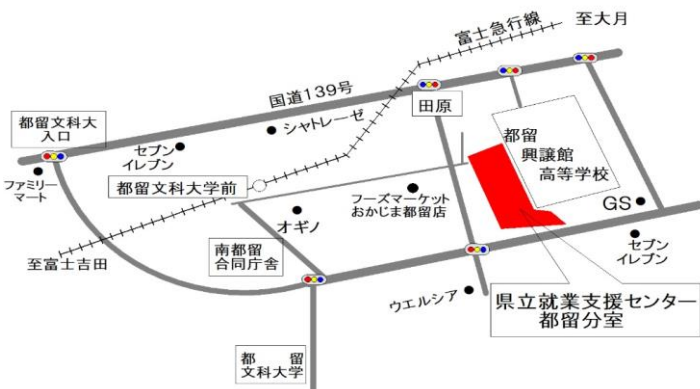 至大月
富士急行線
国道139号
田原
都留文科大
入口
シャトレーゼ
セブン
イレブン
ファミリー
マート
都留文科大学前
都留
興譲館
高等学校
フーズマーケット
おかじま都留店
オギノ
GS
セブン
イレブン
南都留
合同庁舎
至富士吉田
ウエルシア
県立就業支援センター
都留分室
都　留
文科大学